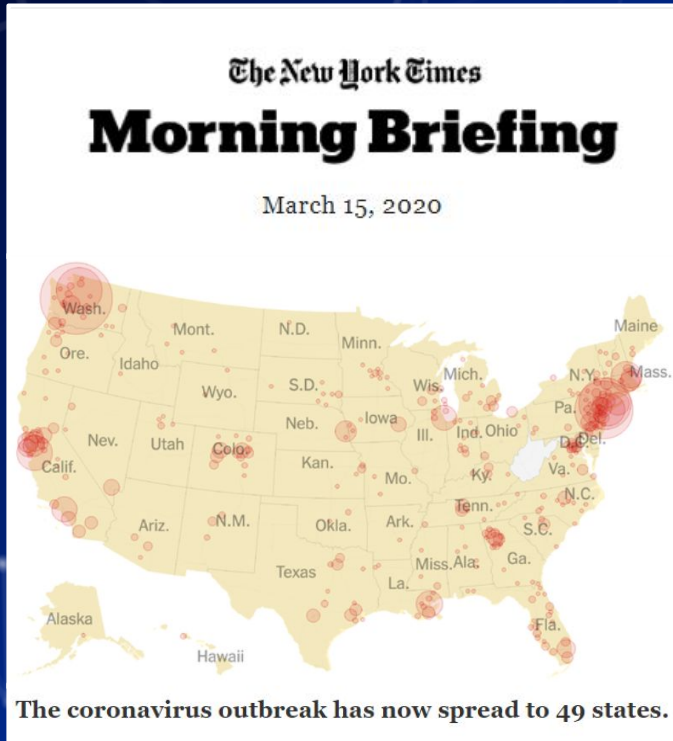 The New York Times
Morning Briefing
March 15, 2020
Wash.
Mont.
N.D.
Minn.
Maine
Ore.
Idaho
Wyo.
S.D.
Wis.
Mich.
N.Y.
Mass.
Nev.
Utah
Colo.
Neb.
Iowa
Ill.
Ind.
Ohio
Pa.
D.C.
Del.
Calif.
Kan.
Mo.
Ky.
Va.
Ariz.
N.M.
Okla.
Ark.
Tenn.
N.C.
S.C.
Texas
La.
Miss.
Ala.
Ga.
Alaska
Hawaii
Fla.
The coronavirus outbreak has now spread to 49 states.